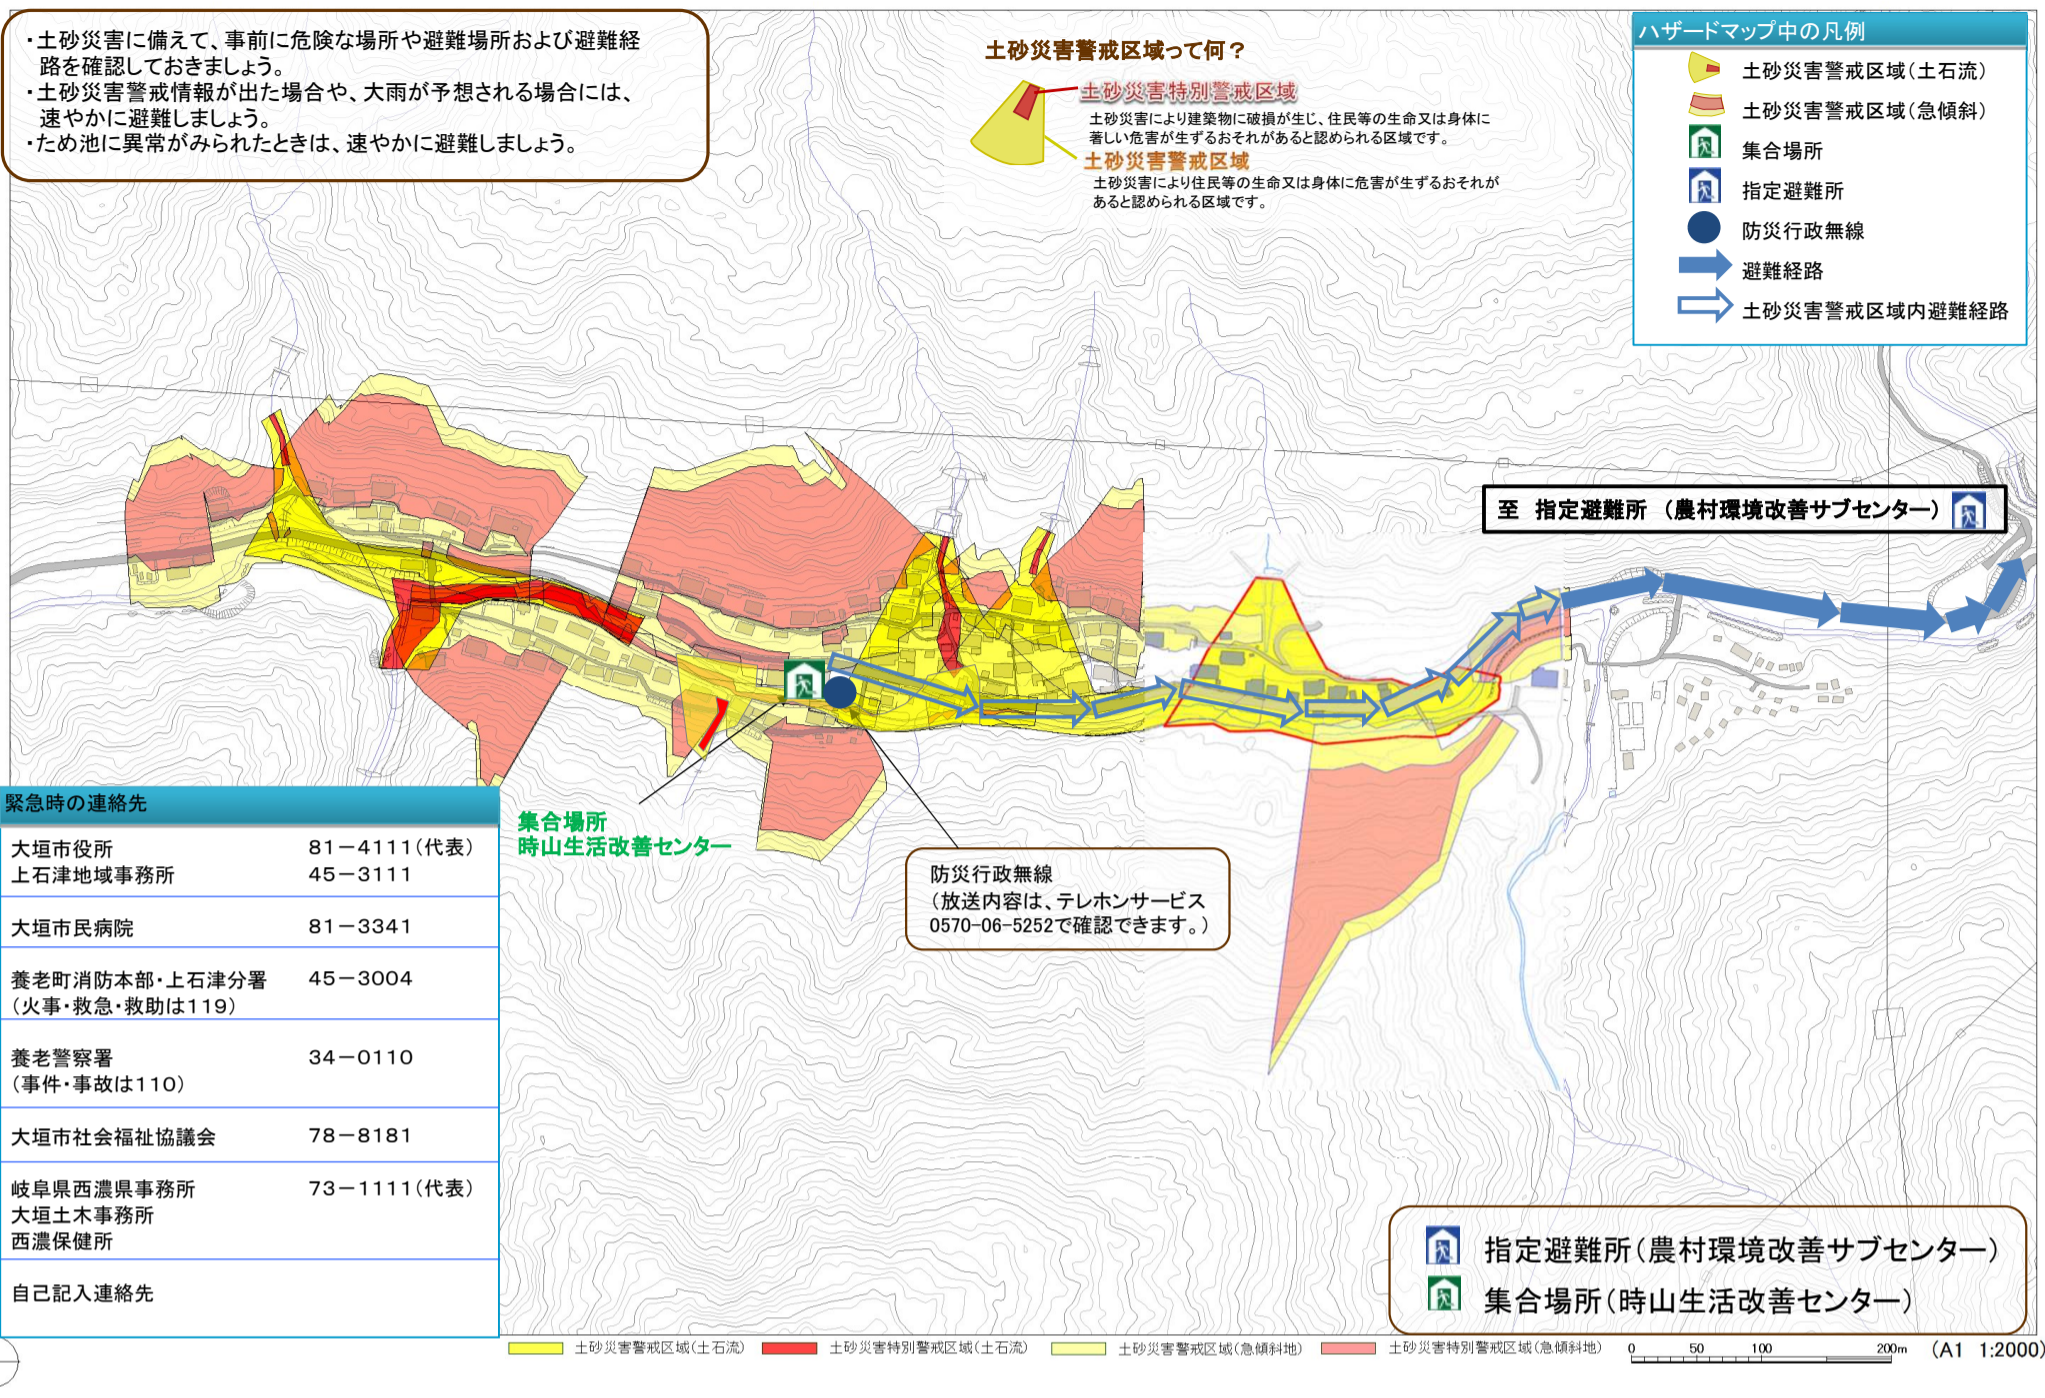 ・土砂災害に備えて、事前に危険な場所や避難場所および避難経
路を確認しておきましょう。
・土砂災害警戒情報が出た場合や、大雨が予想される場合には、
速やかに避難しましょう。
・ため池に異常がみられたときは、速やかに避難しましょう。
土砂災害警戒区域って何？
土砂災害特別警戒区域
土砂災害により建築物に破損が生じ、住民等の生命又は身体に
著しい危害が生ずるおそれがあると認められる区域です。
土砂災害警戒区域
土砂災害により住民等の生命又は身体に危害が生ずるおそれが
あると認められる区域です。
ハザードマップ中の凡例
土砂災害警戒区域（土石流）
土砂災害警戒区域（急傾斜）
集合場所
指定避難所
防災行政無線
避難経路
土砂災害警戒区域内避難経路
至 指定避難所 （農村環境改善サブセンター）
集合場所
時山生活改善センター
防災行政無線
（放送内容は、テレホンサービス
0570-06-5252で確認できます。）
緊急時の連絡先
大垣市役所 81－4111（代表）
上石津地域事務所 45－3111
大垣市民病院 81－3341
養老町消防本部・上石津分署 45－3004
（火事・救急・救助は119）
養老警察署 34－0110
（事件・事故は110）
大垣市社会福祉協議会 78－8181
岐阜県西濃県事務所 73－1111（代表）
大垣土木事務所
西濃保健所
自己記入連絡先
指定避難所（農村環境改善サブセンター）
集合場所（時山生活改善センター）
土砂災害警戒区域（土石流） 土砂災害特別警戒区域（土石流） 土砂災害警戒区域（急傾斜地） 土砂災害特別警戒区域（急傾斜地） 0 50 100 200m （A1 1:2000）